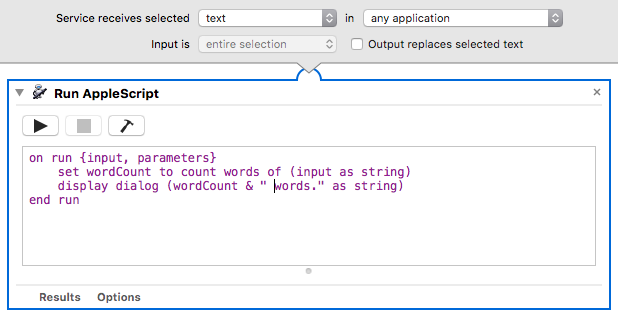 Service receives selected text in any application
Input is entire selection Output replaces selected text
Run AppleScript
on run {input, parameters}
    set wordCount to count words of (input as string)
    display dialog (wordCount & " words." as string)
end run
Results Options